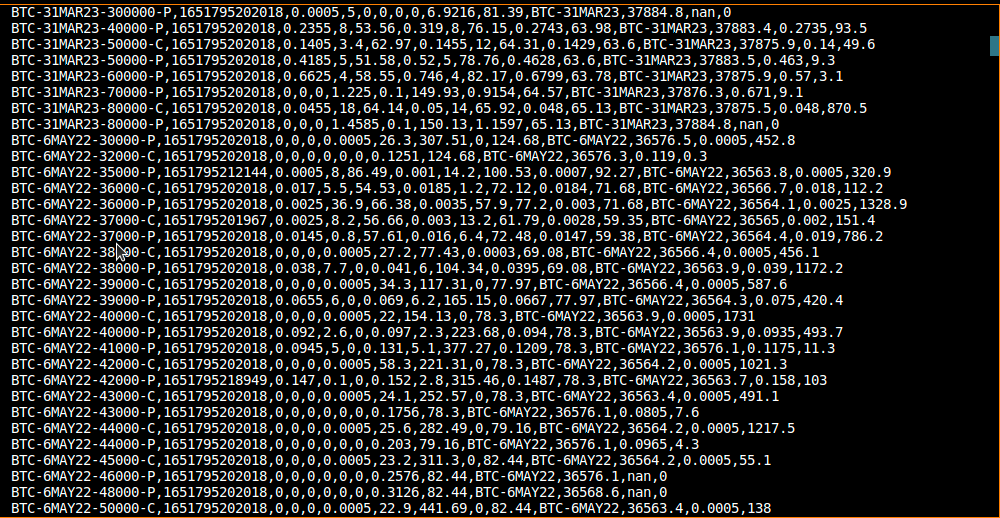 BTC-31MAR23-300000-P,1651795202018,0.0005,5,0,0,0,0,6.9216,81.39,BTC-31MAR23,37884.8,nan,0
BTC-31MAR23-40000-P,1651795202018,0.2355,8,53.56,0.319,8,76.15,0.2743,63.98,BTC-31MAR23,37883.4,0.2735,93.5
BTC-31MAR23-50000-C,1651795202018,0.1405,3.4,62.97,0.1455,12,64.31,0.1429,63.6,BTC-31MAR23,37875.9,0.14,49.6
BTC-31MAR23-50000-P,1651795202018,0.4185,5,51.58,0.52,5,78.76,0.4628,63.6,BTC-31MAR23,37883.5,0.463,9.3
BTC-31MAR23-60000-P,1651795202018,0.6625,4,58.55,0.746,4,82.17,0.6799,63.78,BTC-31MAR23,37875.9,0.57,3.1
BTC-31MAR23-70000-P,1651795202018,0,0,0,1.225,0.1,149.93,0.9154,64.57,BTC-31MAR23,37876.3,0.671,9.1
BTC-31MAR23-80000-C,1651795202018,0.0455,18,64.14,0.05,14,65.92,0.048,65.13,BTC-31MAR23,37875.5,0.048,870.5
BTC-31MAR23-80000-P,1651795202018,0,0,0,1.4585,0.1,150.13,1.1597,65.13,BTC-31MAR23,37884.8,nan,0
BTC-6MAY22-30000-P,1651795202018,0,0,0,0.0005,26.3,307.51,0,124.68,BTC-6MAY22,36576.5,0.0005,452.8
BTC-6MAY22-32000-C,1651795202018,0,0,0,0,0,0,0.1251,124.68,BTC-6MAY22,36576.3,0.119,0.3
BTC-6MAY22-35000-P,1651795212144,0.0005,8,86.49,0.001,14.2,100.53,0.0007,92.27,BTC-6MAY22,36563.8,0.0005,320.9
BTC-6MAY22-36000-C,1651795202018,0.017,5.5,54.53,0.0185,1.2,72.12,0.0184,71.68,BTC-6MAY22,36566.7,0.018,112.2
BTC-6MAY22-36000-P,1651795202018,0.0025,36.9,66.38,0.0035,57.9,77.2,0.003,71.68,BTC-6MAY22,36564.1,0.0025,1328.9
BTC-6MAY22-37000-C,1651795201967,0.0025,8.2,56.66,0.003,13.2,61.79,0.0028,59.35,BTC-6MAY22,36565,0.002,151.4
BTC-6MAY22-37000-P,1651795202018,0.0145,0.8,57.61,0.016,6.4,72.48,0.0147,59.38,BTC-6MAY22,36564.4,0.019,786.2
BTC-6MAY22-38000-C,1651795202018,0,0,0,0.0005,27.2,77.43,0.0003,69.08,BTC-6MAY22,36566.4,0.0005,456.1
BTC-6MAY22-38000-P,1651795202018,0.038,7.7,0,0.041,6,104.34,0.0395,69.08,BTC-6MAY22,36563.9,0.039,1172.2
BTC-6MAY22-39000-C,1651795202018,0,0,0,0.0005,34.3,117.31,0,77.97,BTC-6MAY22,36566.4,0.0005,587.6
BTC-6MAY22-39000-P,1651795202018,0.0655,6,0,0.069,6.2,165.15,0.0667,77.97,BTC-6MAY22,36564.3,0.075,420.4
BTC-6MAY22-40000-C,1651795202018,0,0,0,0.0005,22,154.13,0,78.3,BTC-6MAY22,36563.9,0.0005,1731
BTC-6MAY22-40000-P,1651795202018,0.092,2.6,0,0.097,2.3,223.68,0.094,78.3,BTC-6MAY22,36563.9,0.0935,493.7
BTC-6MAY22-41000-P,1651795202018,0.0945,5,0,0.131,5.1,377.27,0.1209,78.3,BTC-6MAY22,36576.1,0.1175,11.3
BTC-6MAY22-42000-C,1651795202018,0,0,0,0.0005,58.3,221.31,0,78.3,BTC-6MAY22,36564.2,0.0005,1021.3
BTC-6MAY22-42000-P,1651795218949,0.147,0.1,0,0.152,2.8,315.46,0.1487,78.3,BTC-6MAY22,36563.7,0.158,103
BTC-6MAY22-43000-C,1651795202018,0,0,0,0.0005,24.1,252.57,0,78.3,BTC-6MAY22,36563.4,0.0005,491.1
BTC-6MAY22-43000-P,1651795202018,0,0,0,0,0,0,0.1756,78.3,BTC-6MAY22,36576.1,0.0805,7.6
BTC-6MAY22-44000-C,1651795202018,0,0,0,0.0005,25.6,282.49,0,79.16,BTC-6MAY22,36564.2,0.0005,1217.5
BTC-6MAY22-44000-P,1651795202018,0,0,0,0,0,0,0.203,79.16,BTC-6MAY22,36576.1,0.0965,4.3
BTC-6MAY22-45000-C,1651795202018,0,0,0,0.0005,23.2,311.3,0,82.44,BTC-6MAY22,36564.2,0.0005,55.1
BTC-6MAY22-46000-P,1651795202018,0,0,0,0,0,0,0.2576,82.44,BTC-6MAY22,36576.1,nan,0
BTC-6MAY22-48000-P,1651795202018,0,0,0,0,0,0,0.3126,82.44,BTC-6MAY22,36568.6,nan,0
BTC-6MAY22-50000-C,1651795202018,0,0,0,0.0005,22.9,441.69,0,82.44,BTC-6MAY22,36563.4,0.0005,138